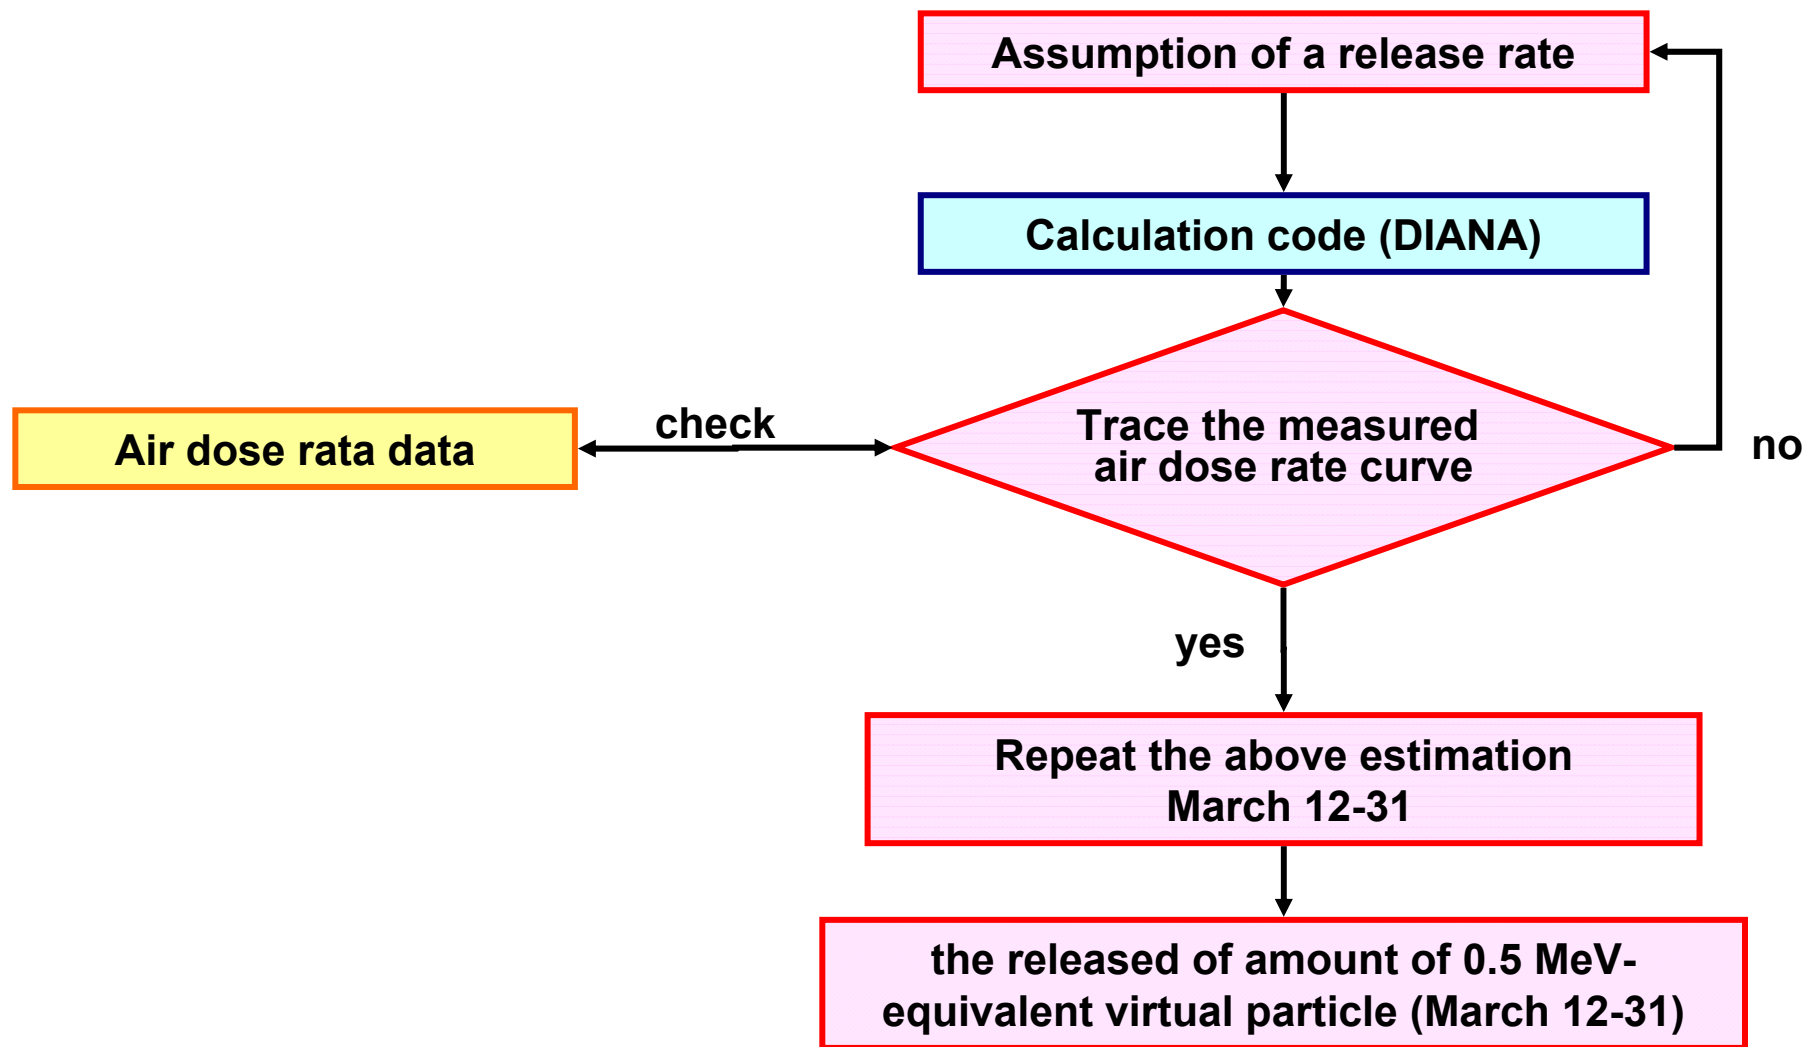 Assumption of a release rate
Calculation code (DIANA)
check
Air dose rata data
Trace the measured
air dose rate curve
no
yes
Repeat the above estimation
March 12-31
the released of amount of 0.5 MeV-
equivalent virtual particle (March 12-31)